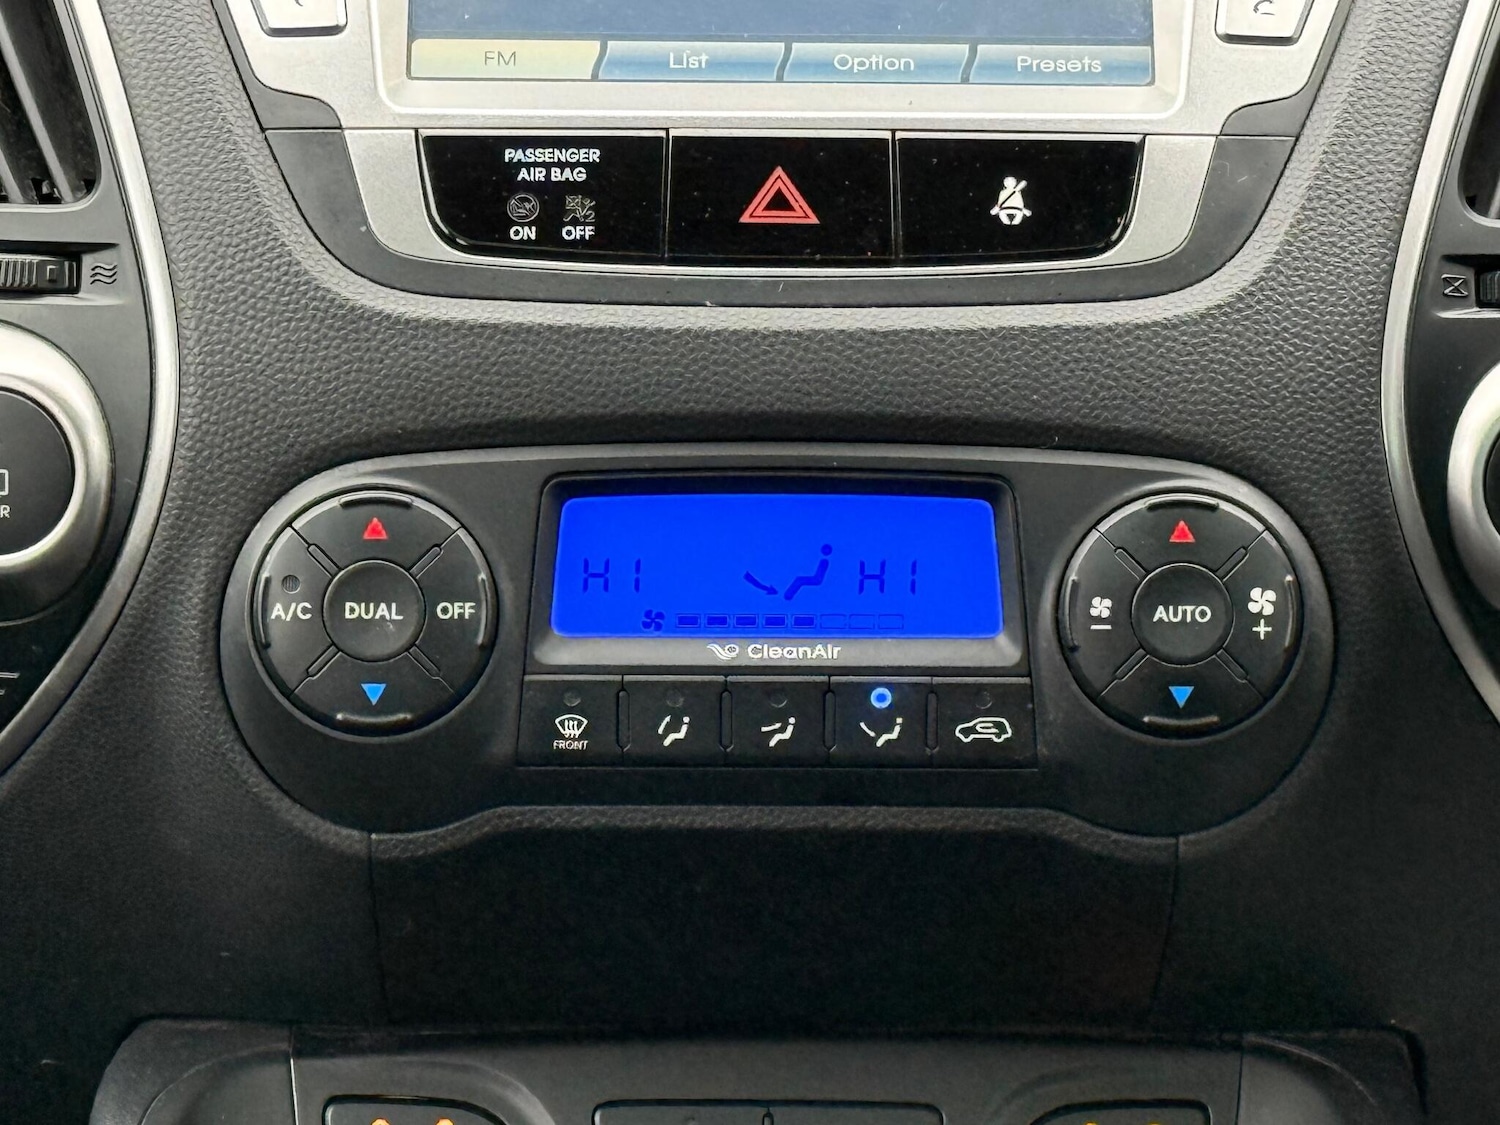 FM List Option Presets
PASSENGER
AIR BAG
ON OFF
HI HI
A/C DUAL OFF
AUTO
CleanAir
FRONT